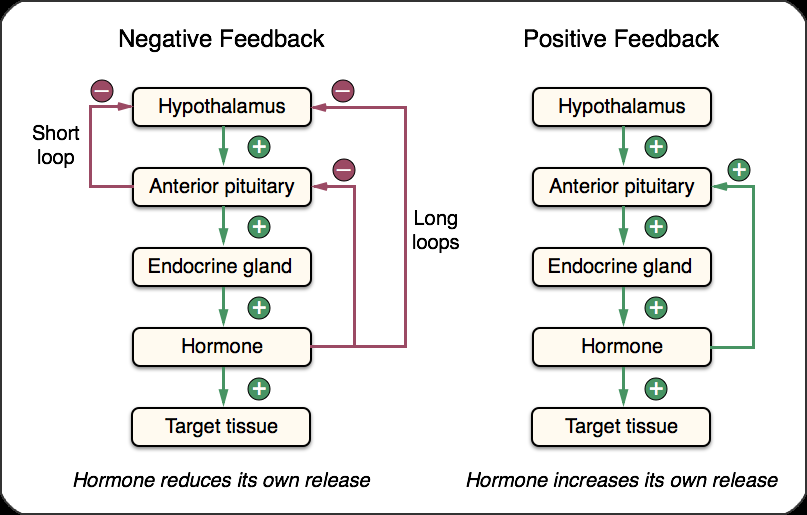 Negative Feedback
Hypothalamus
Short
loop
Anterior pituitary
Long
loops
Endocrine gland
Hormone
Target tissue
Hormone reduces its own release
Positive Feedback
Hypothalamus
Anterior pituitary
Endocrine gland
Hormone
Target tissue
Hormone increases its own release